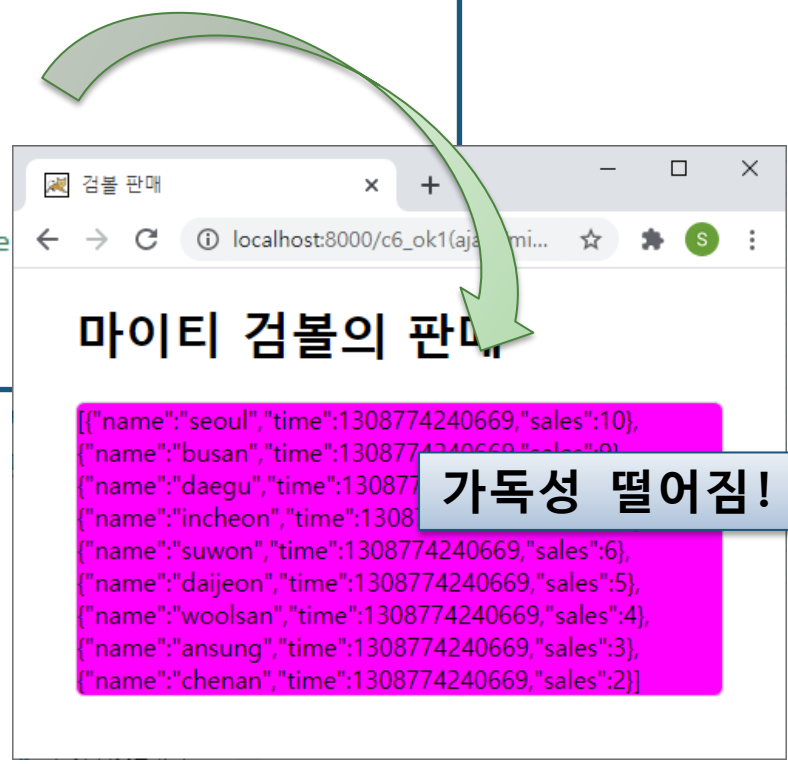 검볼 판매
e
localhost:8000/c6_ok1(aja mi...
S
마이티 검볼의 판매
[{"name":"seoul","time":1308774240669,"sales":10},
{"name":"busan","time":1308774240669,"sales":9},
{"name":"daegu","time":13087
가독성 떨어짐!
{"name":"incheon","time":1308
{"name":"suwon","time":1308774240669,"sales":6},
{"name":"daijeon","time":1308774240669,"sales":5},
{"name":"woolsan","time":1308774240669,"sales":4},
{"name":"ansung","time":1308774240669,"sales":3},
{"name":"chenan","time":1308774240669,"sales":2}]